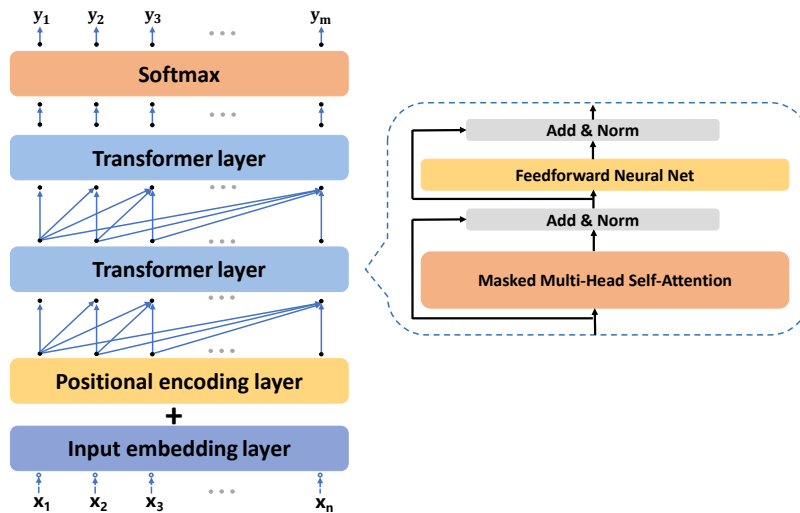 y₁ y₂ y₃ yₘ
Softmax
Transformer layer
Transformer layer
Positional encoding layer
+
Input embedding layer
x₁ x₂ x₃ xₙ
Add & Norm
Feedforward Neural Net
Add & Norm
Masked Multi-Head Self-Attention